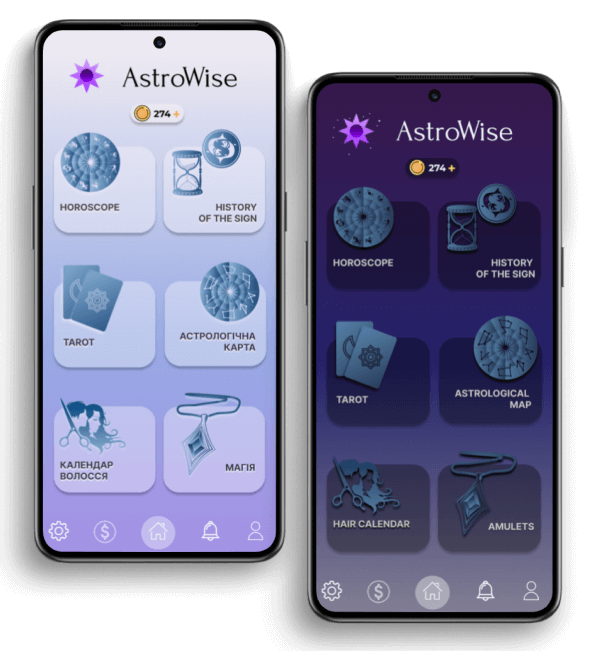 AstroWise
274 +
HOROSCOPE
HISTORY
OF THE SIGN
TAROT
АСТРОЛОГІЧНА
КАРТА
КАЛЕНДАР
ВОЛОССЯ
МАГІЯ
AstroWise
274 +
HOROSCOPE
HISTORY
OF THE SIGN
TAROT
ASTROLOGICAL
MAP
HAIR CALENDAR
AMULETS